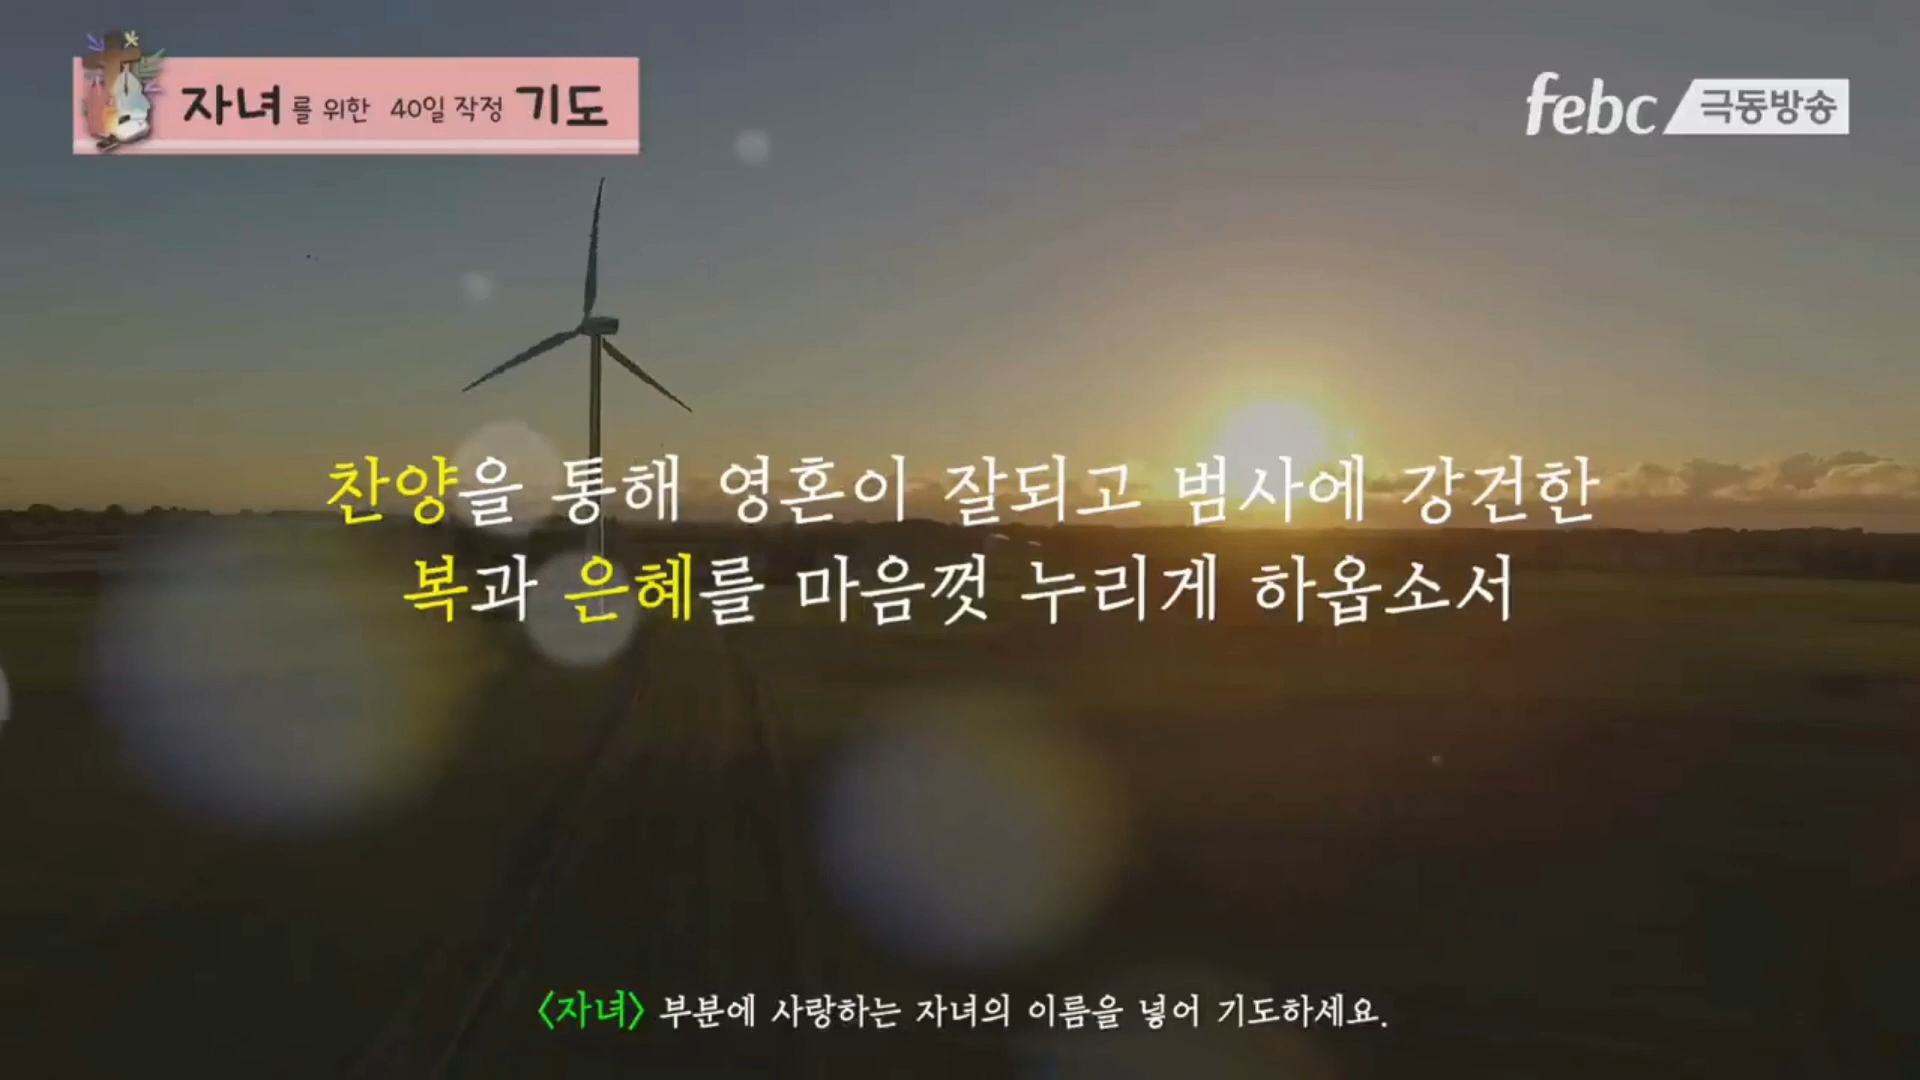 자녀를 위한 40일 작정 기도
febc 극동방송
찬양을 통해 영혼이 잘되고 범사에 강건한
복과 은혜를 마음껏 누리게 하옵소서
<자녀> 부분에 사랑하는 자녀의 이름을 넣어 기도하세요.